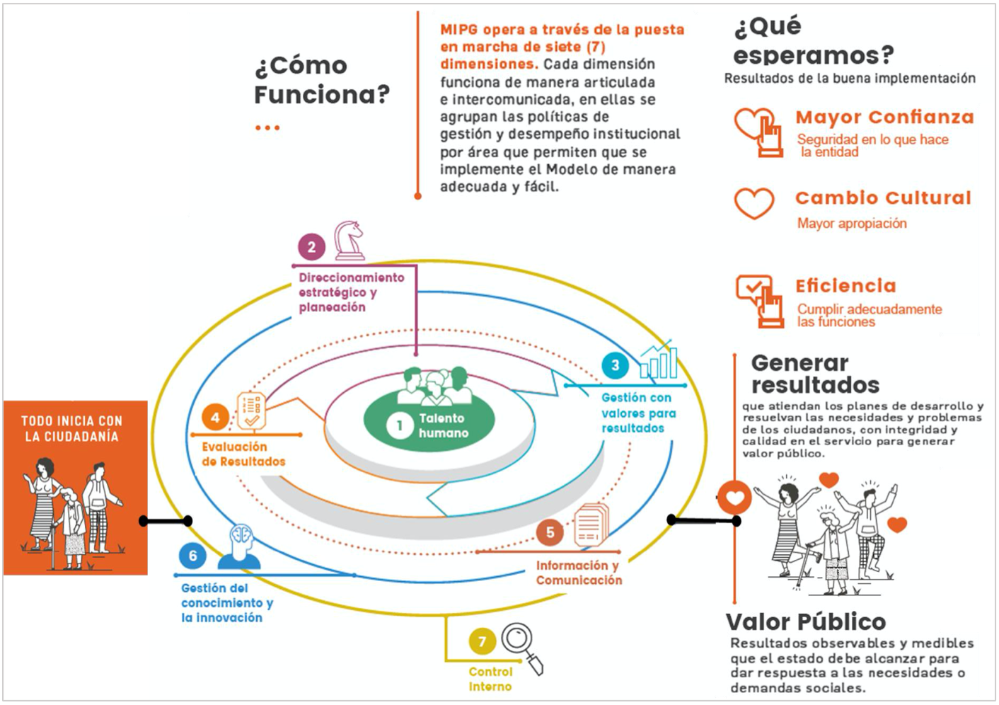 ¿Cómo
Funciona?
...
MIPG opera a través de la puesta
en marcha de siete (7)
dimensiones. Cada dimensión
funciona de manera articulada
e intercomunicada, en ellas se
agrupan las políticas de
gestión y desempeño institucional
por área que permiten que se
implemente el Modelo de manera
adecuada y fácil.
¿Qué
esperamos?
Resultados de la buena implementación
Mayor Confianza
Seguridad en lo que hace
la entidad
Cambio Cultural
Mayor apropiación
Eficiencia
Cumplir adecuadamente
las funciones
Generar
resultados
que atiendan los planes de desarrollo y
resuelvan las necesidades y problemas
de los ciudadanos, con integridad y
calidad en el servicio para generar
valor público.
Valor Público
Resultados observables y medibles
que el estado debe alcanzar para
dar respuesta a las necesidades o
demandas sociales.
TODO INICIA CON
LA CIUDADANÍA
2
Direccionamiento
estratégico y
planeación
3
Gestión con
valores para
resultados
4
Evaluación
de Resultados
1
Talento
humano
5
Información y
Comunicación
6
Gestión del
conocimiento y
la innovación
7
Control
Interno